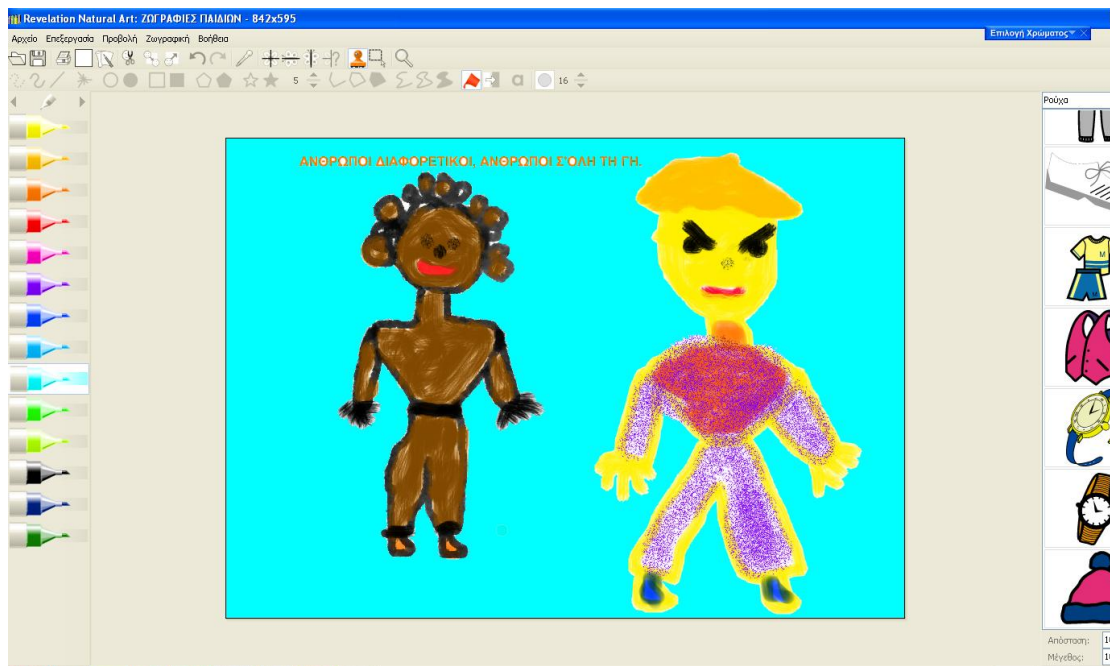 Revelation Natural Art: ΖΩΓΡΑΦΙΕΣ ΠΑΙΔΙΩΝ - 842x595
Επιλογή Χρώματος
Αρχείο Επεξεργασία Προβολή Ζωγραφική Βοήθεια
5
α
16
Ρούχα
ΑΝΘΡΩΠΟΙ ΔΙΑΦΟΡΕΤΙΚΟΙ, ΑΝΘΡΩΠΟΙ Σ'ΟΛΗ ΤΗ ΓΗ.
M
M
Απόσταση:
Μέγεθος: